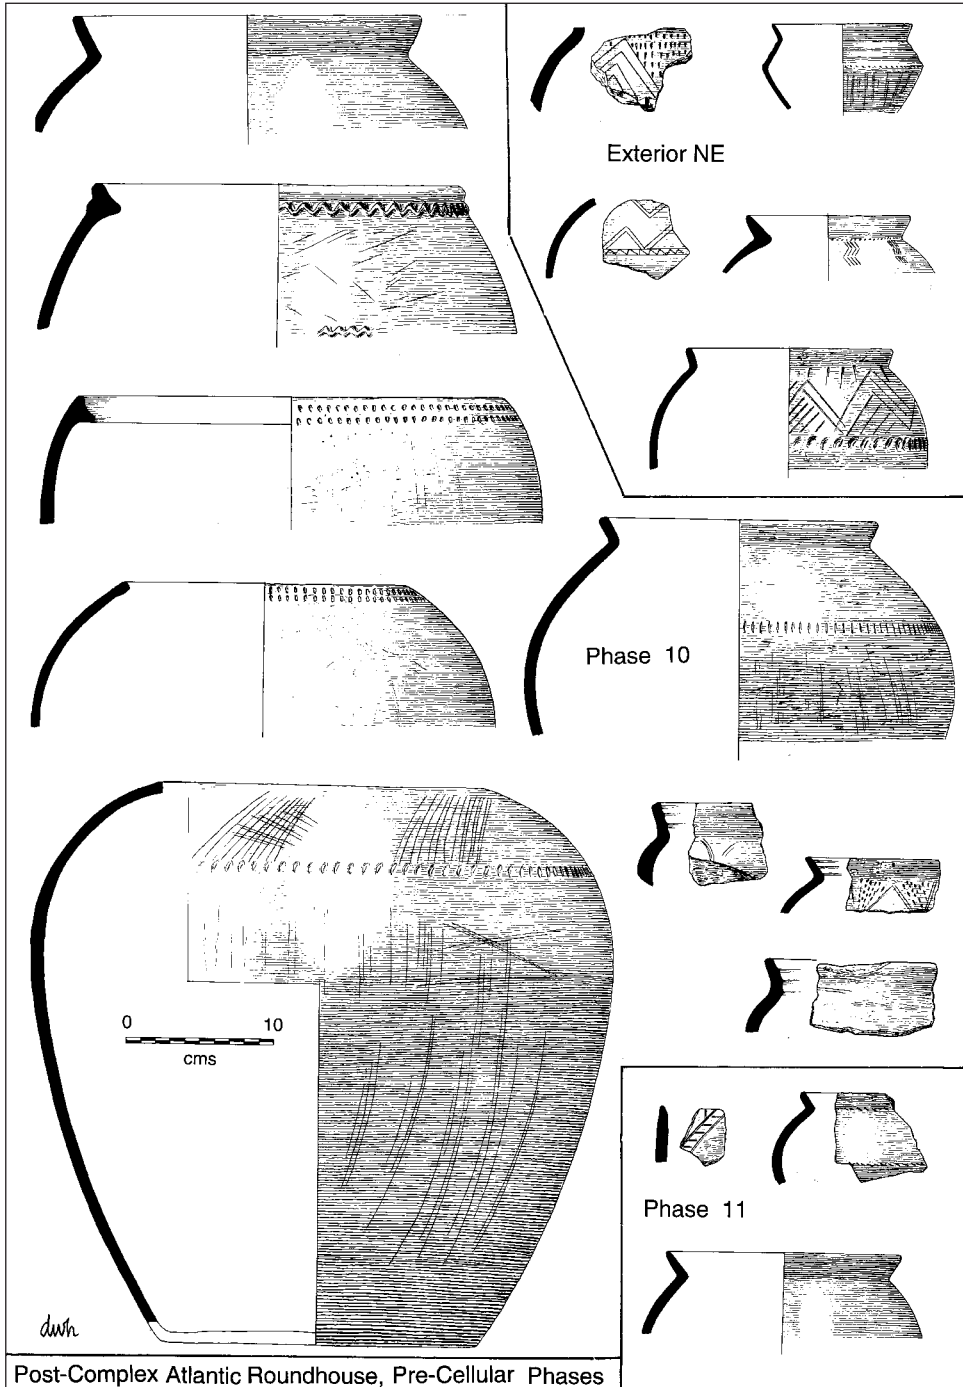 Exterior NE
Phase 10
0 10
cms
Phase 11
dwh
Post-Complex Atlantic Roundhouse, Pre-Cellular Phases